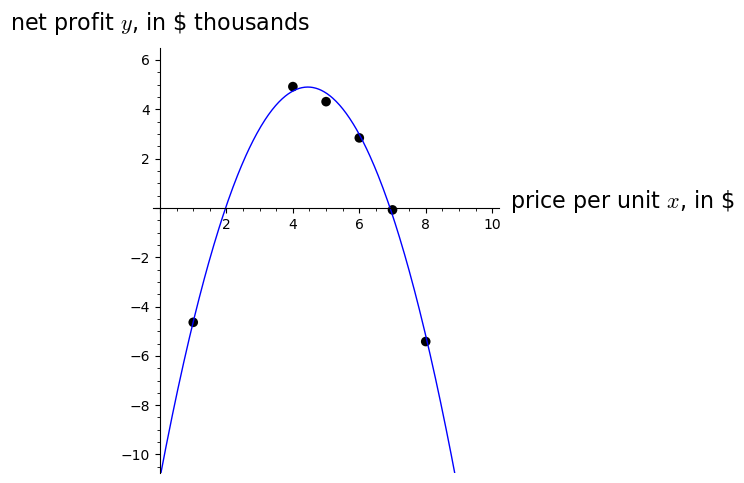 net profit y, in $ thousands
6
4
2
price per unit x, in $
2 4 6 8 10
−2
−4
−6
−8
−10